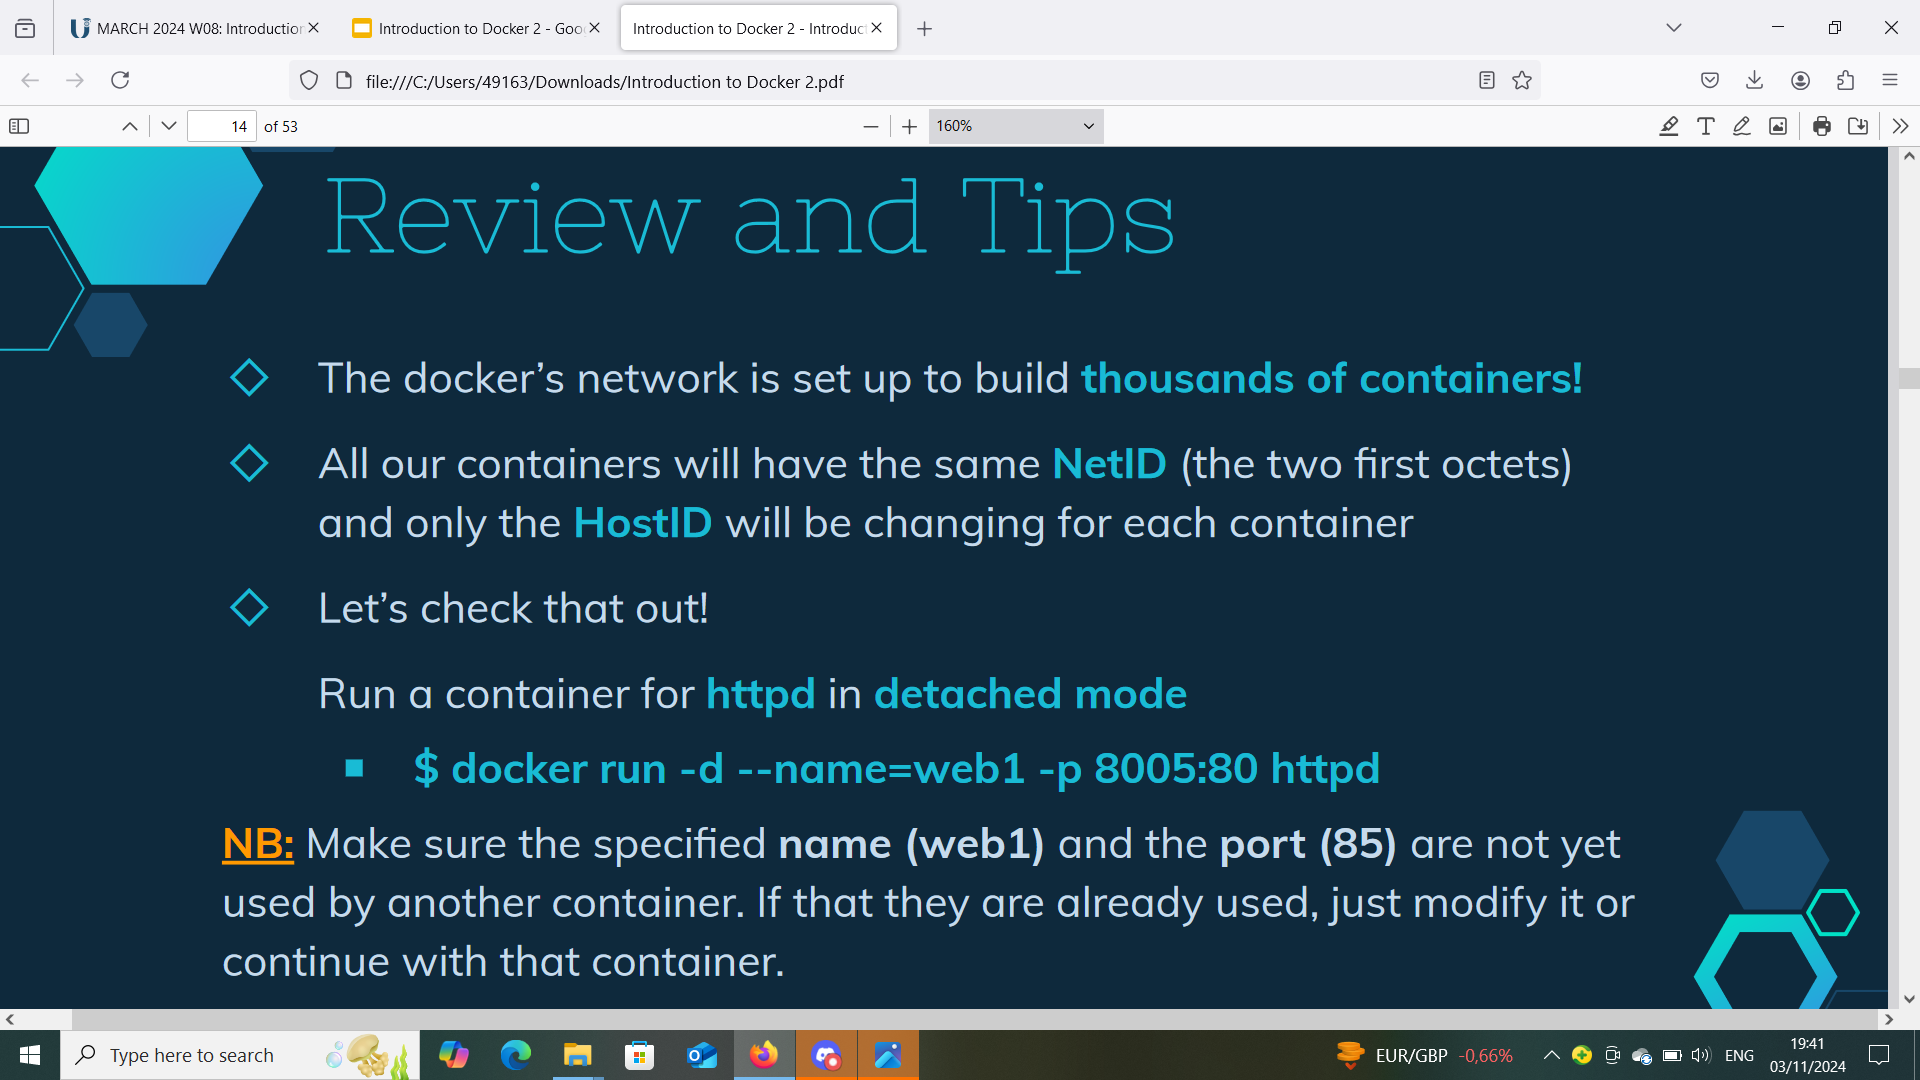 MARCH 2024 W08: Introduction
Introduction to Docker 2 - Goo
Introduction to Docker 2 - Introduc
file:///C:/Users/49163/Downloads/Introduction to Docker 2.pdf
14 of 53
160%
Review and Tips
The docker’s network is set up to build thousands of containers!
All our containers will have the same NetID (the two first octets)
and only the HostID will be changing for each container
Let’s check that out!
Run a container for httpd in detached mode
$ docker run -d --name=web1 -p 8005:80 httpd
NB: Make sure the specified name (web1) and the port (85) are not yet
used by another container. If that they are already used, just modify it or
continue with that container.
Type here to search
EUR/GBP -0,66%
ENG
19:41
03/11/2024